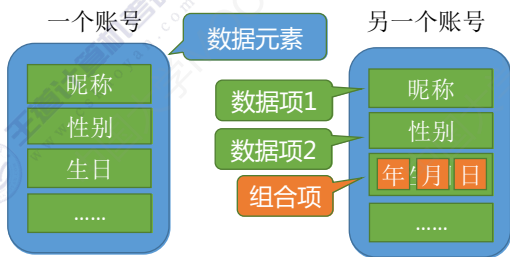 一个账号
昵称
性别
生日
......
数据元素
数据项1
数据项2
组合项
另一个账号
昵称
性别
年 月 日
......